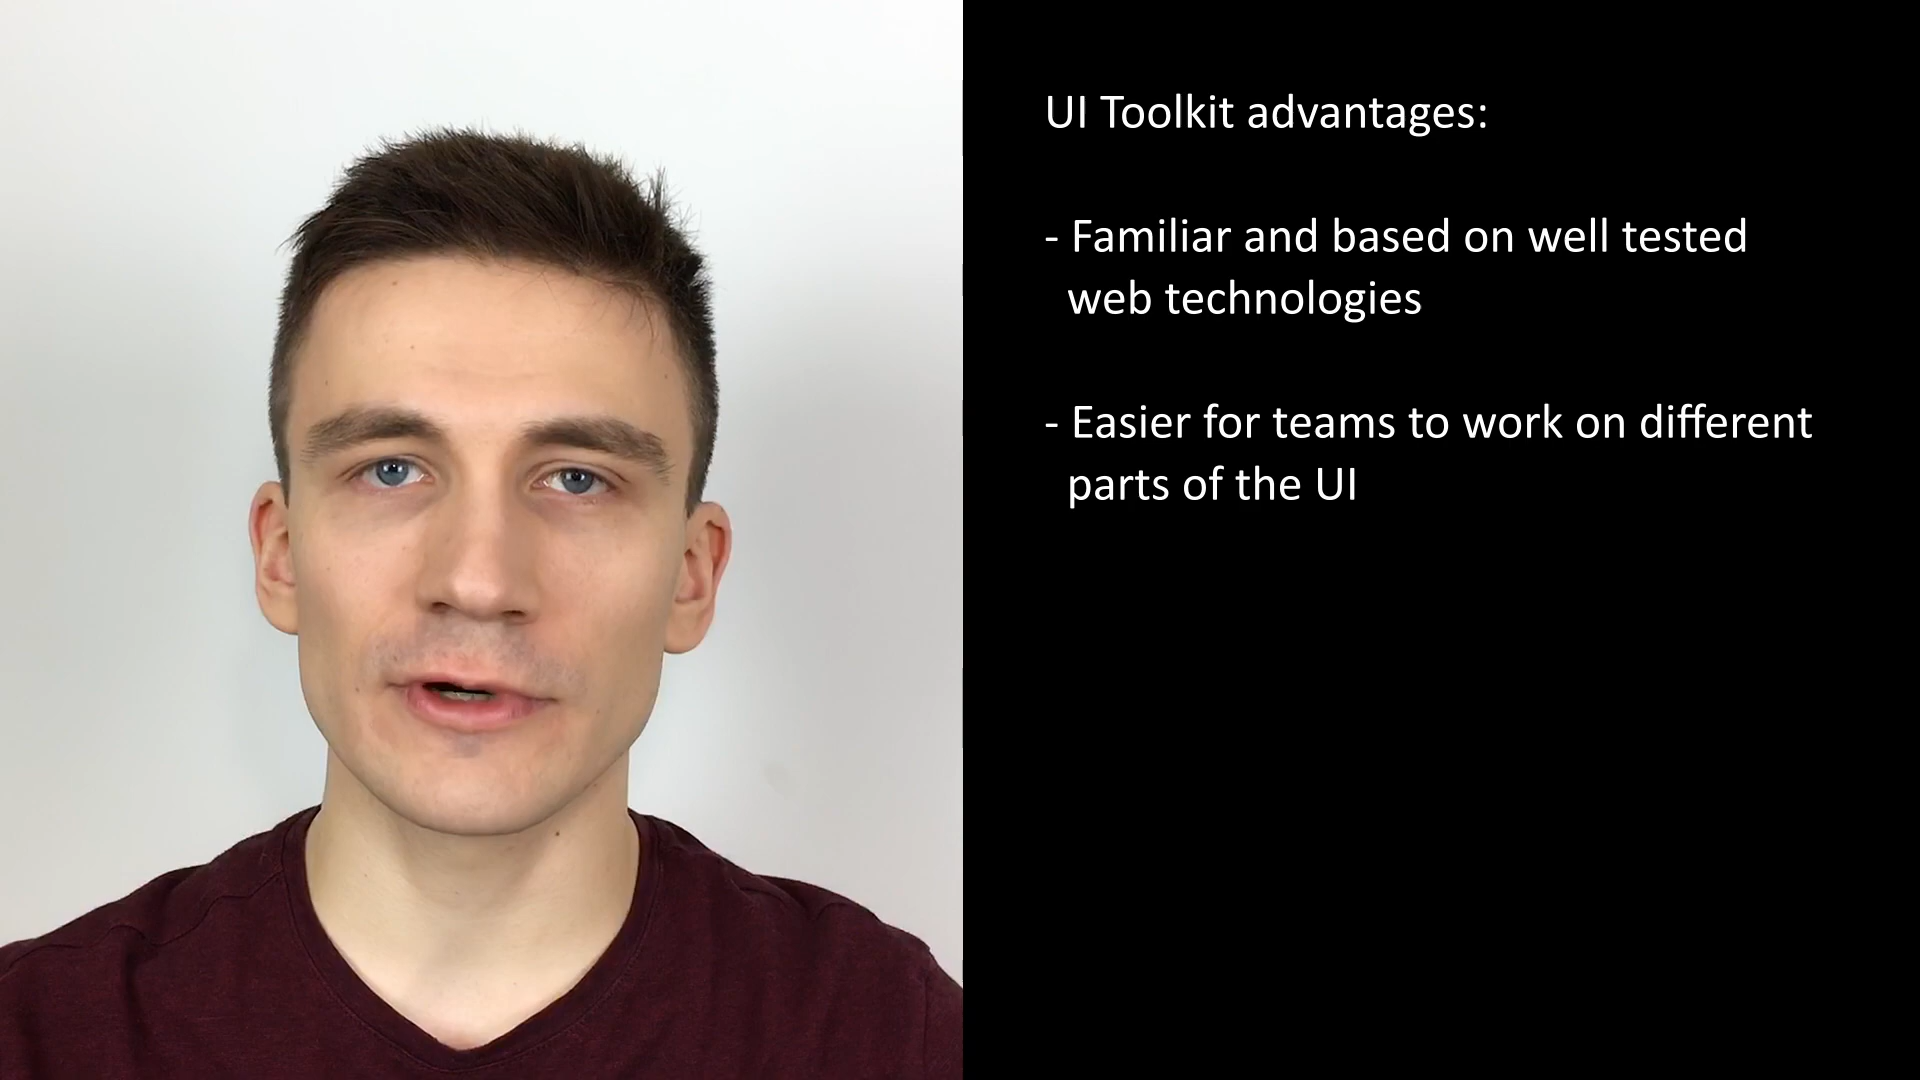 UI Toolkit advantages:
- Familiar and based on well tested
web technologies
- Easier for teams to work on different
parts of the UI